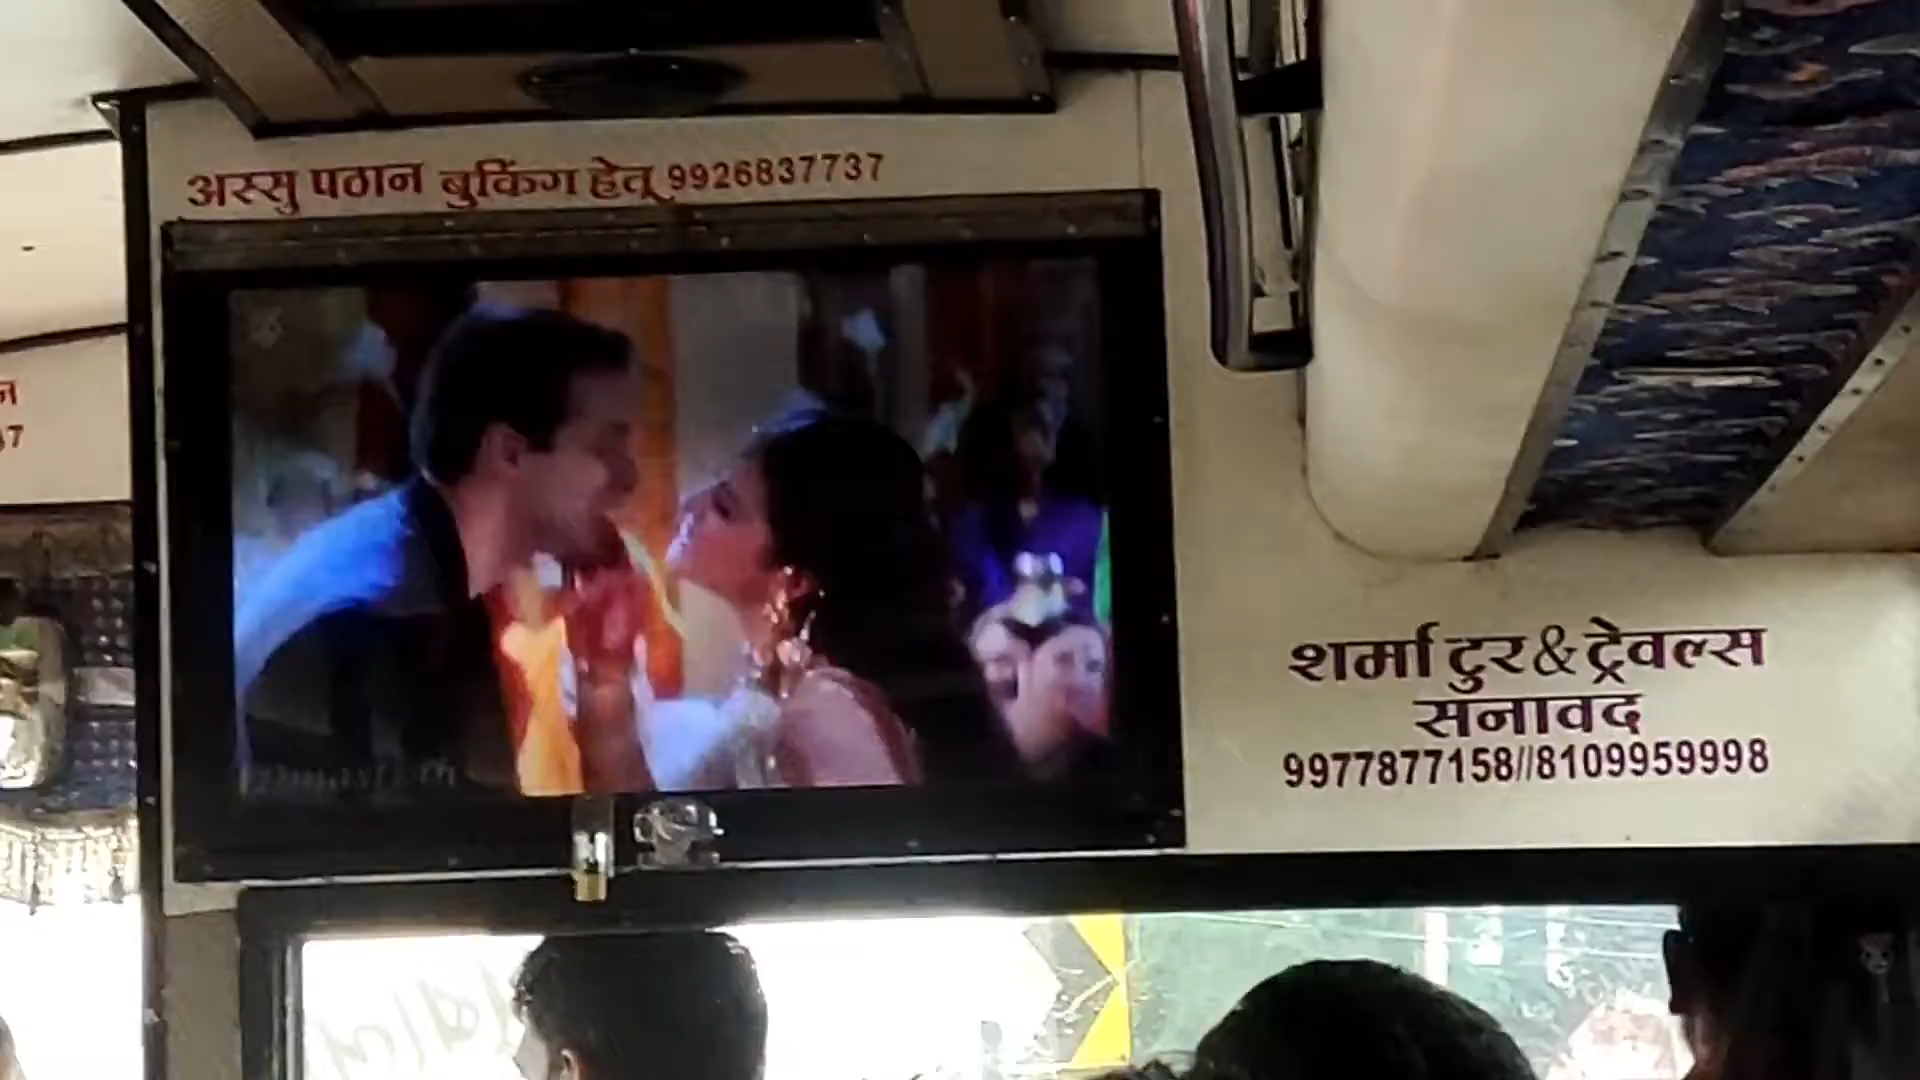 अस्सु पठान बुकिंग हेतू 9926837737
शर्मा टुर & ट्रेवल्स
सनावद
9977877158//8109959998